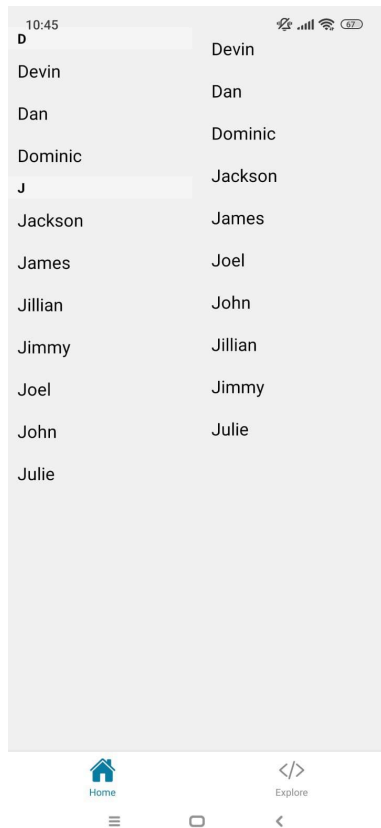 10:45
67
D
Devin
Dan
Dominic
J
Jackson
James
Jillian
Jimmy
Joel
John
Julie
Devin
Dan
Dominic
Jackson
James
Joel
John
Jillian
Jimmy
Julie
Home
</>
Explore